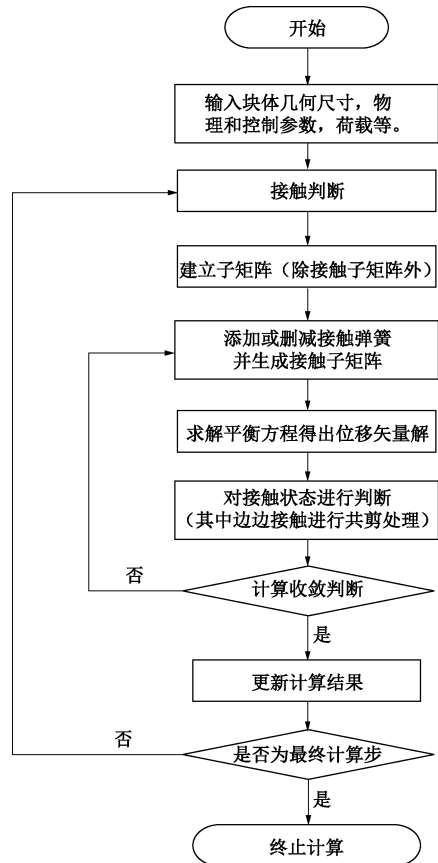 开始
输入块体几何尺寸，物
理和控制参数，荷载等。
接触判断
建立子矩阵（除接触子矩阵外）
添加或删减接触弹簧
并生成接触子矩阵
求解平衡方程得出位移矢量解
对接触状态进行判断
（其中边边接触进行共剪处理）
否
计算收敛判断
是
更新计算结果
否
是否为最终计算步
是
终止计算